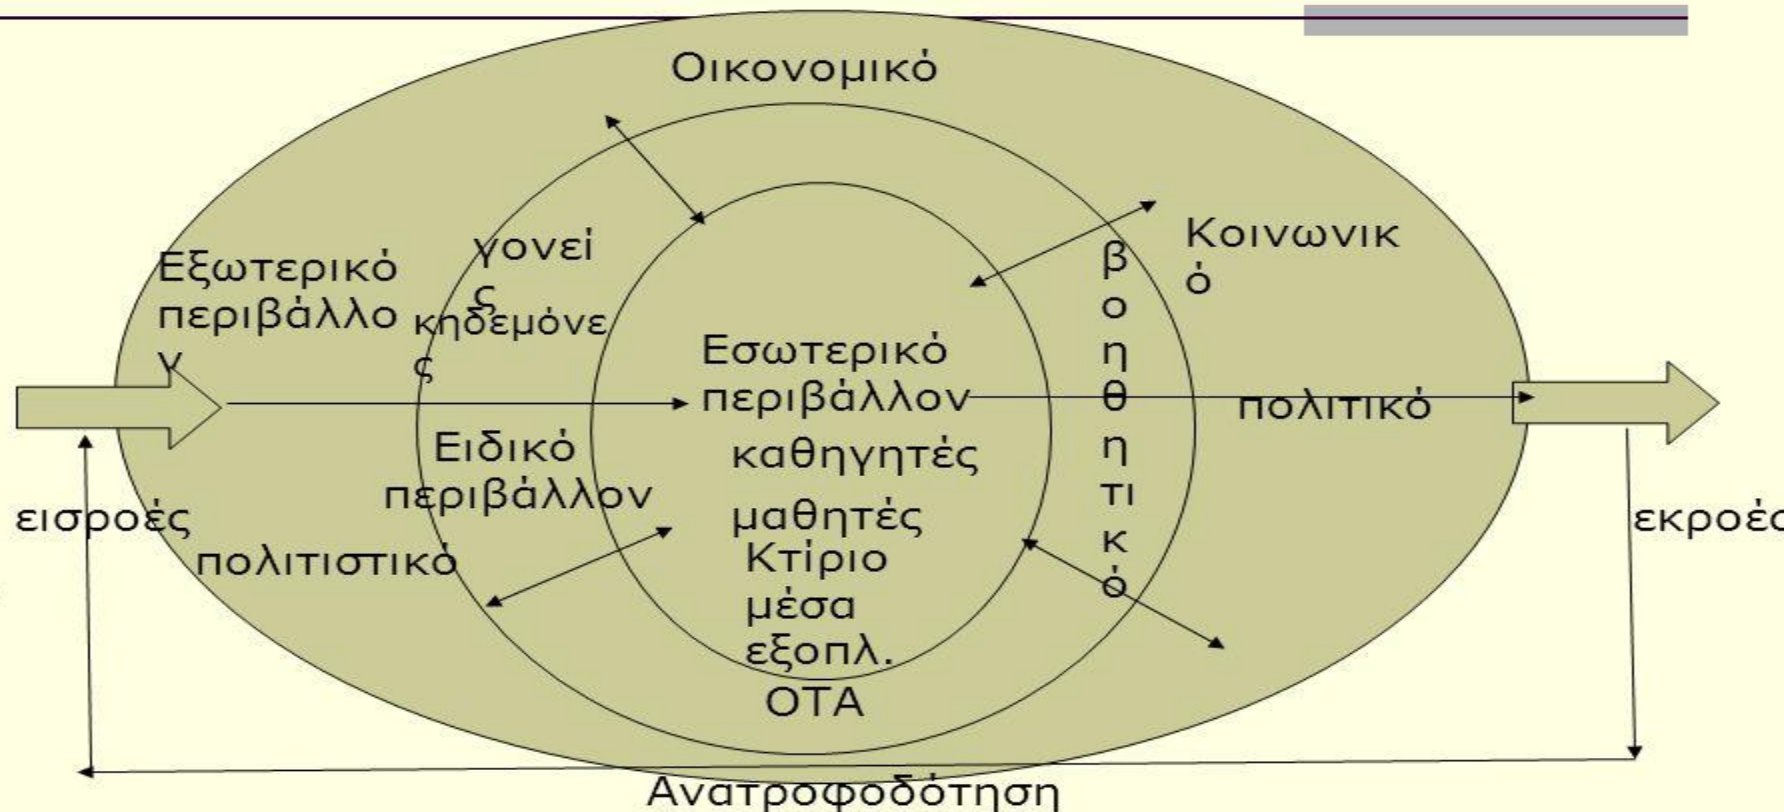 Οικονομικό
Εξωτερικό
περιβάλλο
ν
γονεί
ς
κηδεμόνε
ς
Κοινωνικ
ό
βοηθητικό
Εσωτερικό
περιβάλλον
καθηγητές
μαθητές
Κτίριο
μέσα
εξοπλ.
πολιτικό
Ειδικό
περιβάλλον
εισροές
πολιτιστικό
εκροές
ΟΤΑ
Ανατροφοδότηση